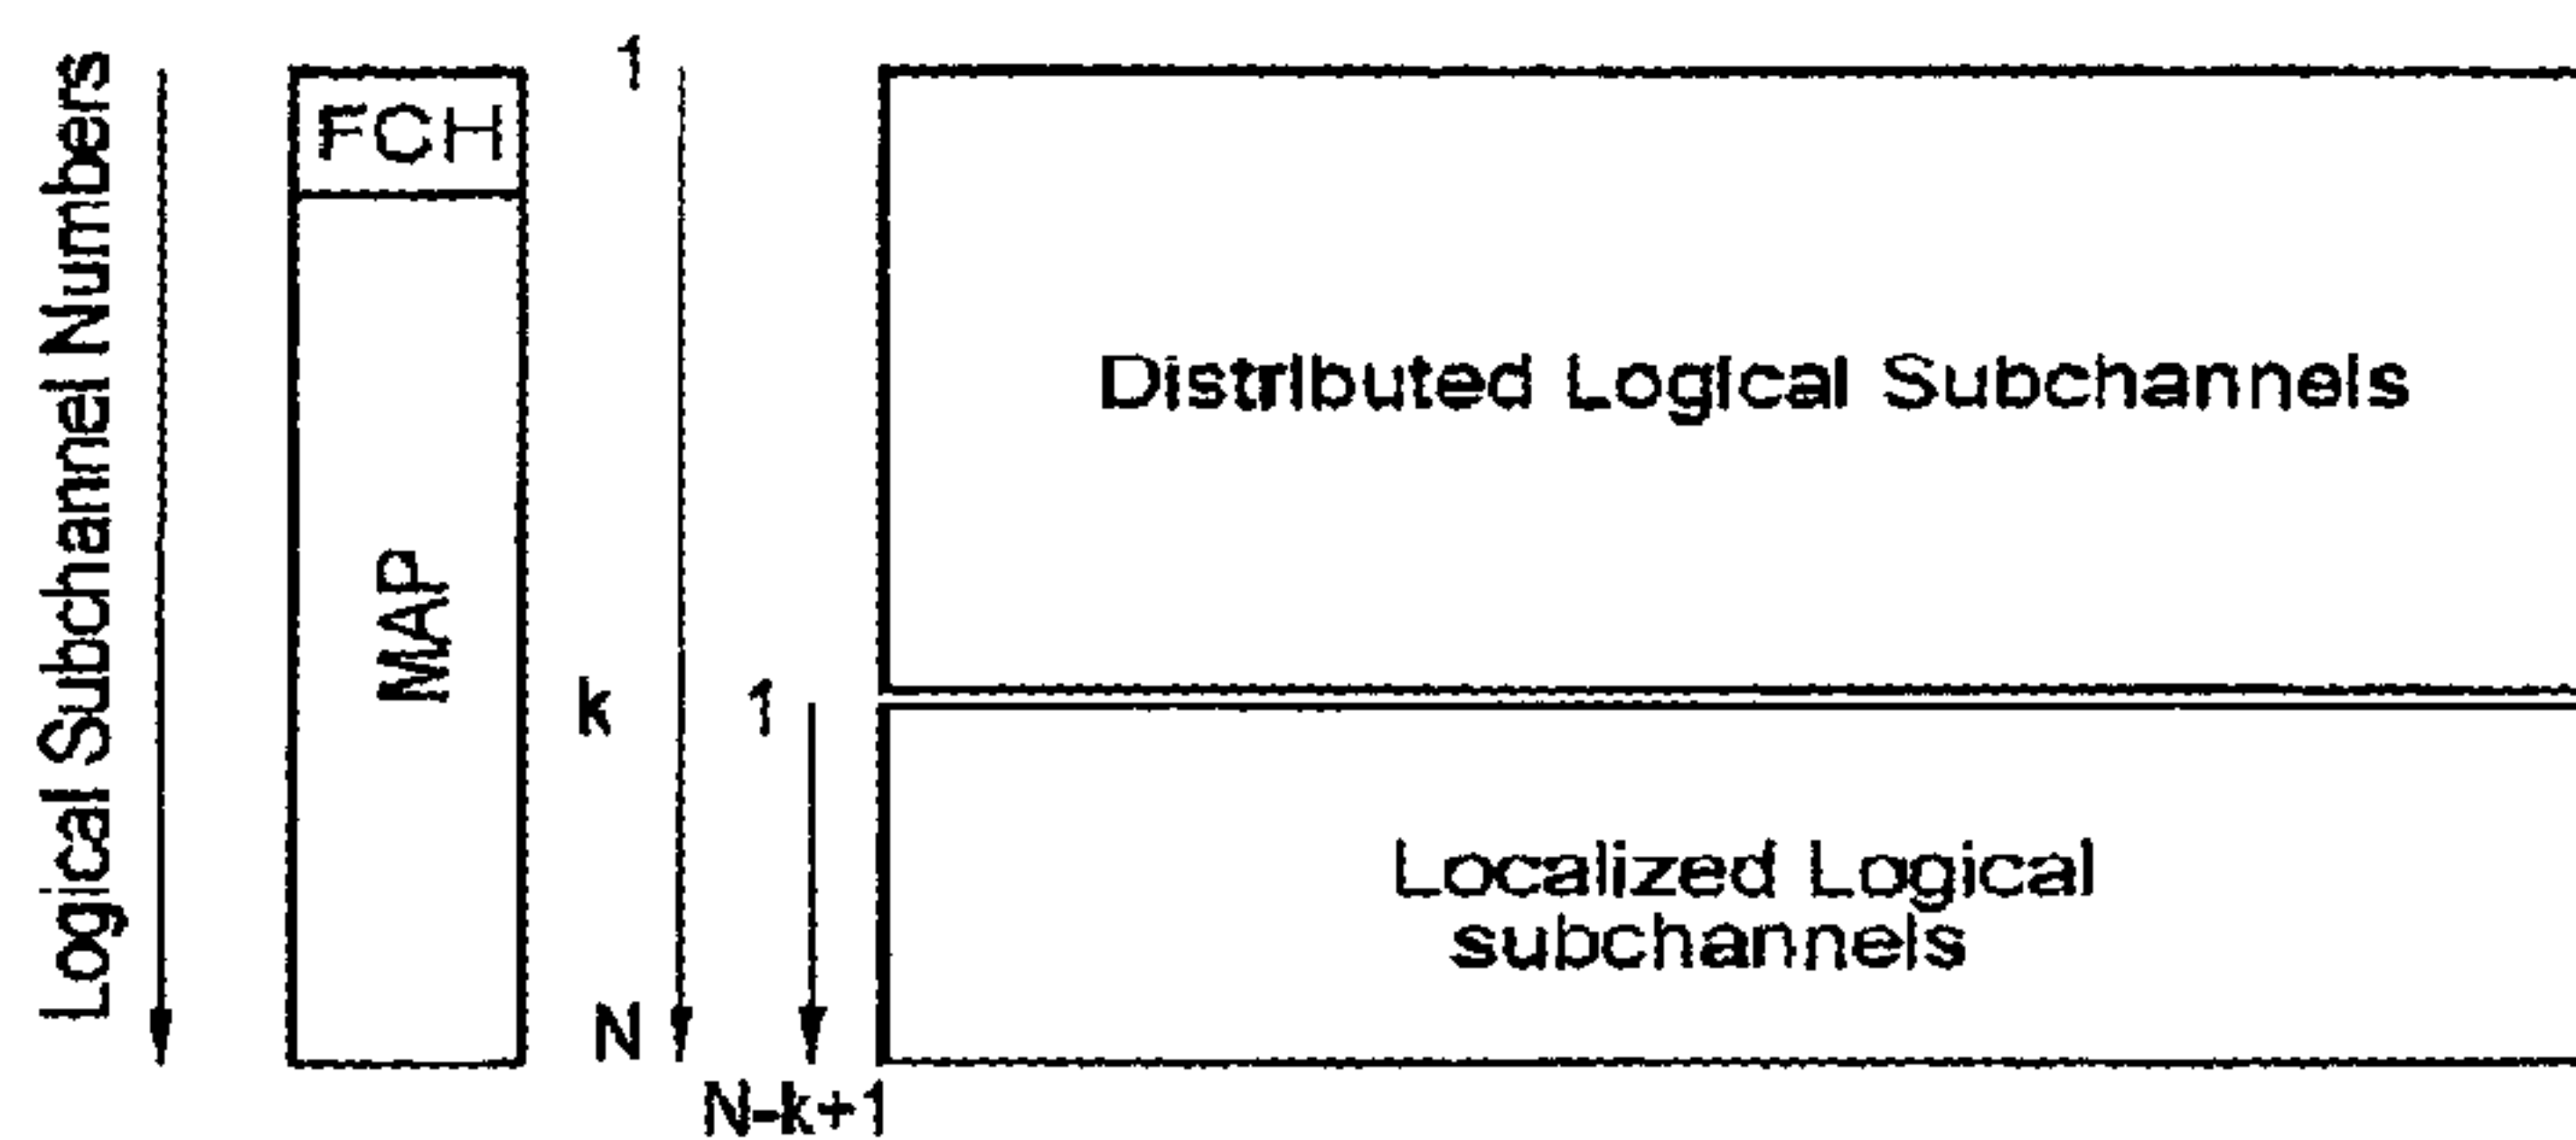 Logical Subchannel Numbers
FCH
MAP
1
k
N
1
N-k+1
Distributed Logical Subchannels
Localized Logical
subchannels